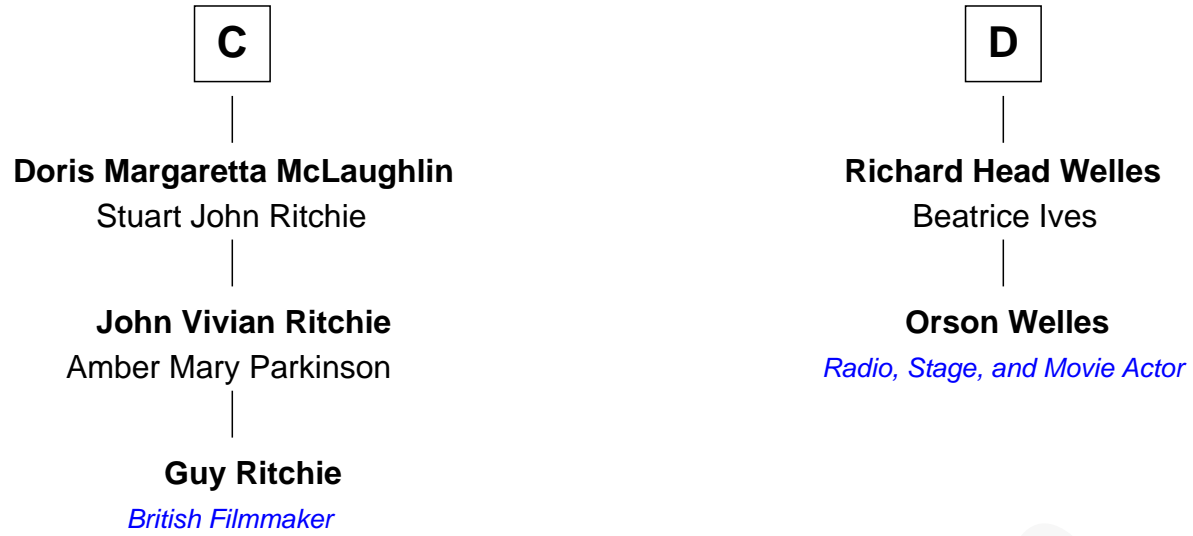 C
Doris Margaretta McLaughlin
Stuart John Ritchie
John Vivian Ritchie
Amber Mary Parkinson
Guy Ritchie
British Filmmaker
D
Richard Head Welles
Beatrice Ives
Orson Welles
Radio, Stage, and Movie Actor